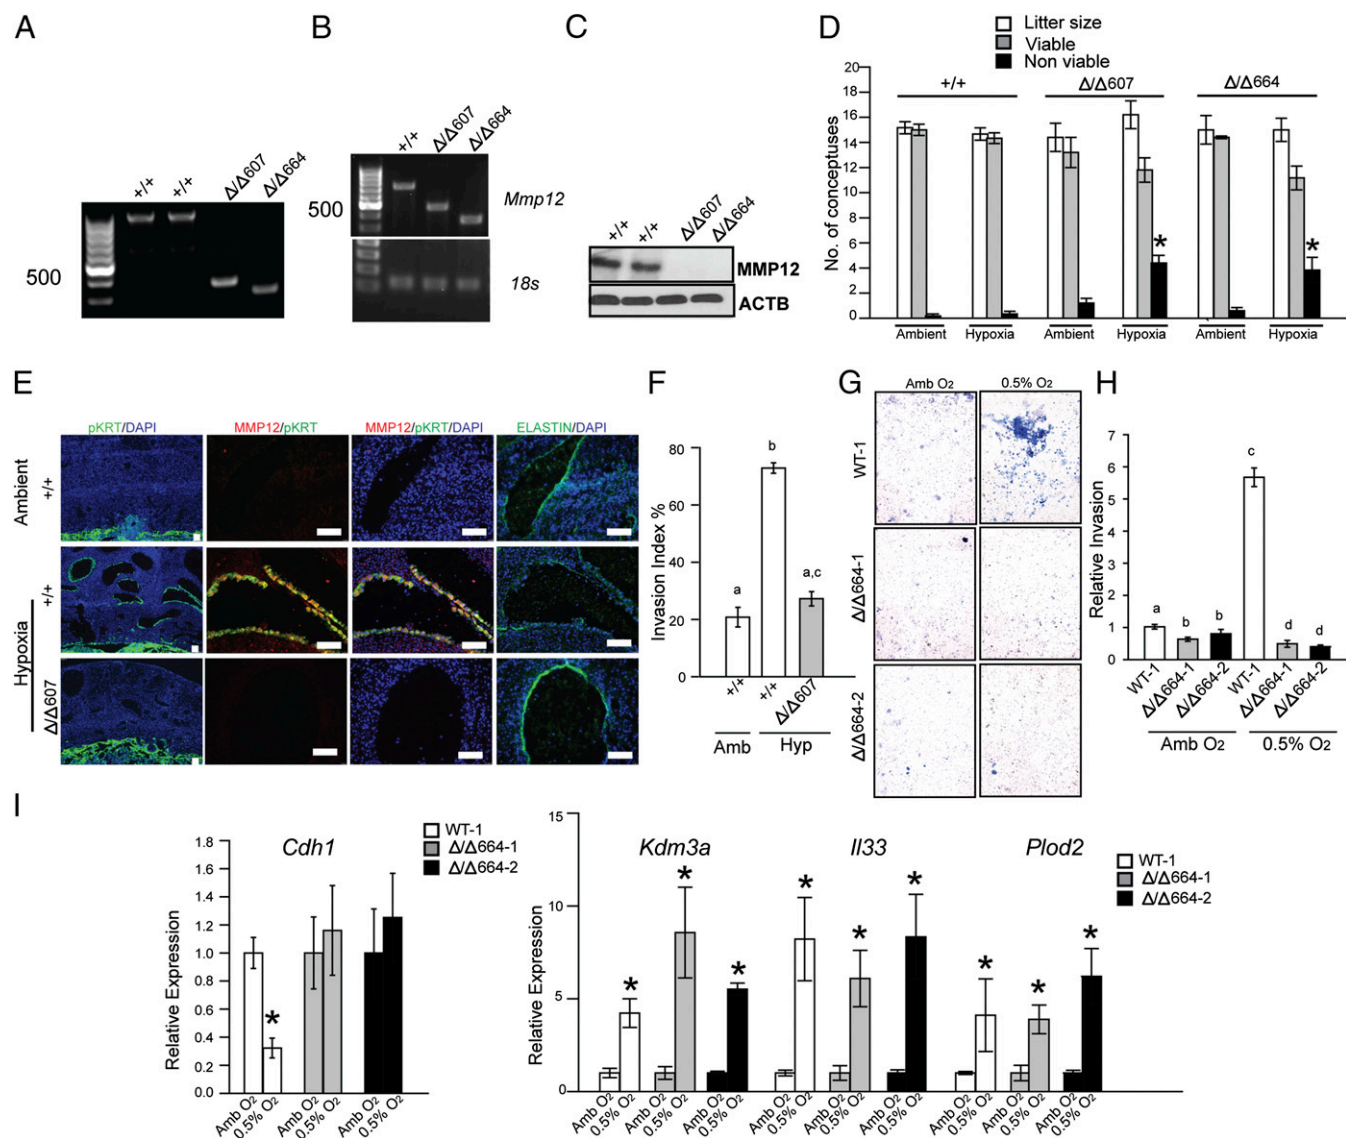 A
+/+
+/+
Δ/Δ607
Δ/Δ664
500
B
+/+
Δ/Δ607
Δ/Δ664
500
Mmp12
18s
C
+/+
+/+
Δ/Δ607
Δ/Δ664
MMP12
ACTB
D
Litter size
Viable
Non viable
No. of conceptuses
20
18
16
14
12
10
8
6
4
2
0
+/+
Δ/Δ607
Δ/Δ664
*
*
Ambient
Hypoxia
Ambient
Hypoxia
Ambient
Hypoxia
E
pKRT/DAPI
MMP12/pKRT
MMP12/pKRT/DAPI
ELASTIN/DAPI
Ambient
+/+
Hypoxia
+/+
Δ/Δ607
F
Invasion Index %
80
60
40
20
0
a
b
a,c
+/+
+/+
Δ/Δ607
Amb
Hyp
G
Amb O2
0.5% O2
WT-1
Δ/Δ664-1
Δ/Δ664-2
H
Relative Invasion
7
6
5
4
3
2
1
0
a
b
b
c
d
d
WT-1
Δ/Δ664-1
Δ/Δ664-2
WT-1
Δ/Δ664-1
Δ/Δ664-2
Amb O2
0.5% O2
I
Relative Expression
1.8
1.6
1.4
1.2
1.0
0.8
0.6
0.4
0.2
0.0
Cdh1
WT-1
Δ/Δ664-1
Δ/Δ664-2
*
Amb O2
0.5% O2
Amb O2
0.5% O2
Amb O2
0.5% O2
Relative Expression
15
10
5
0
Kdm3a
Il33
Plod2
WT-1
Δ/Δ664-1
Δ/Δ664-2
*
*
*
*
*
*
*
*
*
Amb O2
0.5% O2
Amb O2
0.5% O2
Amb O2
0.5% O2
Amb O2
0.5% O2
Amb O2
0.5% O2
Amb O2
0.5% O2
Amb O2
0.5% O2
Amb O2
0.5% O2
Amb O2
0.5% O2